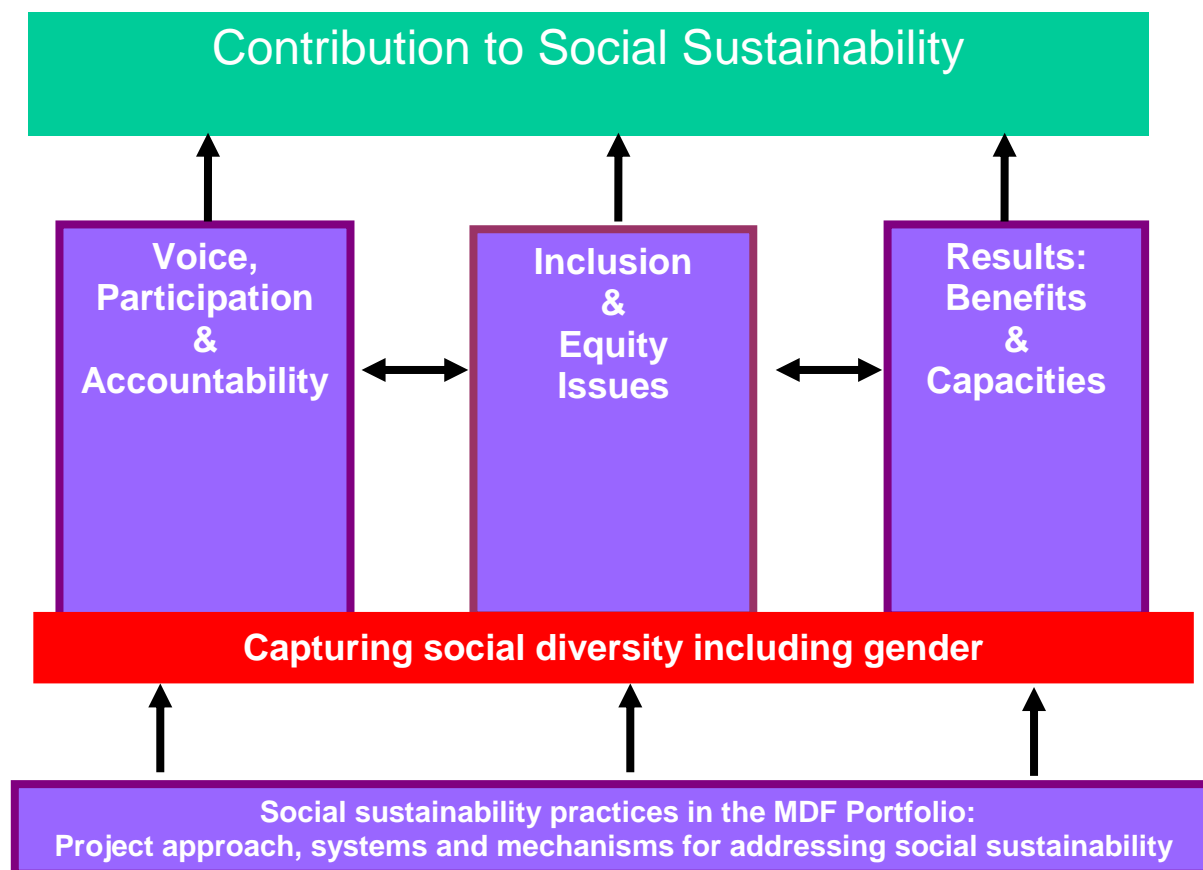 Contribution to Social Sustainability
Voice,
Participation
&
Accountability
Inclusion
&
Equity
Issues
Results:
Benefits
&
Capacities
Capturing social diversity including gender
Social sustainability practices in the MDF Portfolio:
Project approach, systems and mechanisms for addressing social sustainability